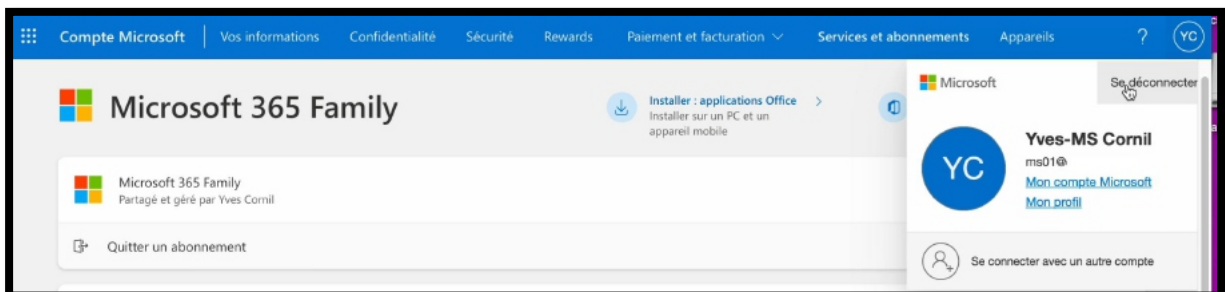 Compte Microsoft
Vos informations
Confidentialité
Sécurité
Rewards
Paiement et facturation
Services et abonnements
Appareils
?
YC
Microsoft 365 Family
Installer : applications Office
Installer sur un PC et un
appareil mobile
Microsoft
Se déconnecter
YC
Yves-MS Cornil
ms01@
Mon compte Microsoft
Mon profil
Se connecter avec un autre compte
Microsoft 365 Family
Partagé et géré par Yves Cornil
Quitter un abonnement